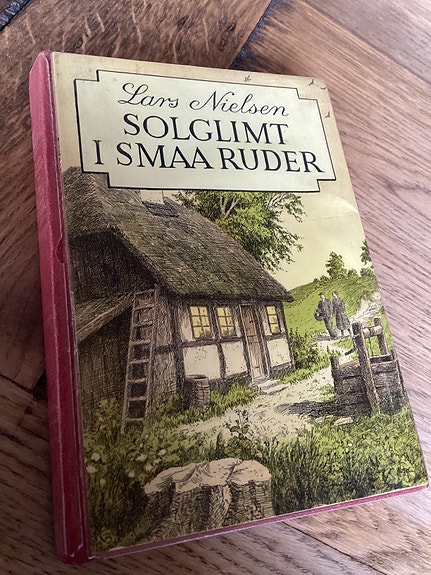 Lars Nielsen
SOLGLIMT
I SMAA RUDER